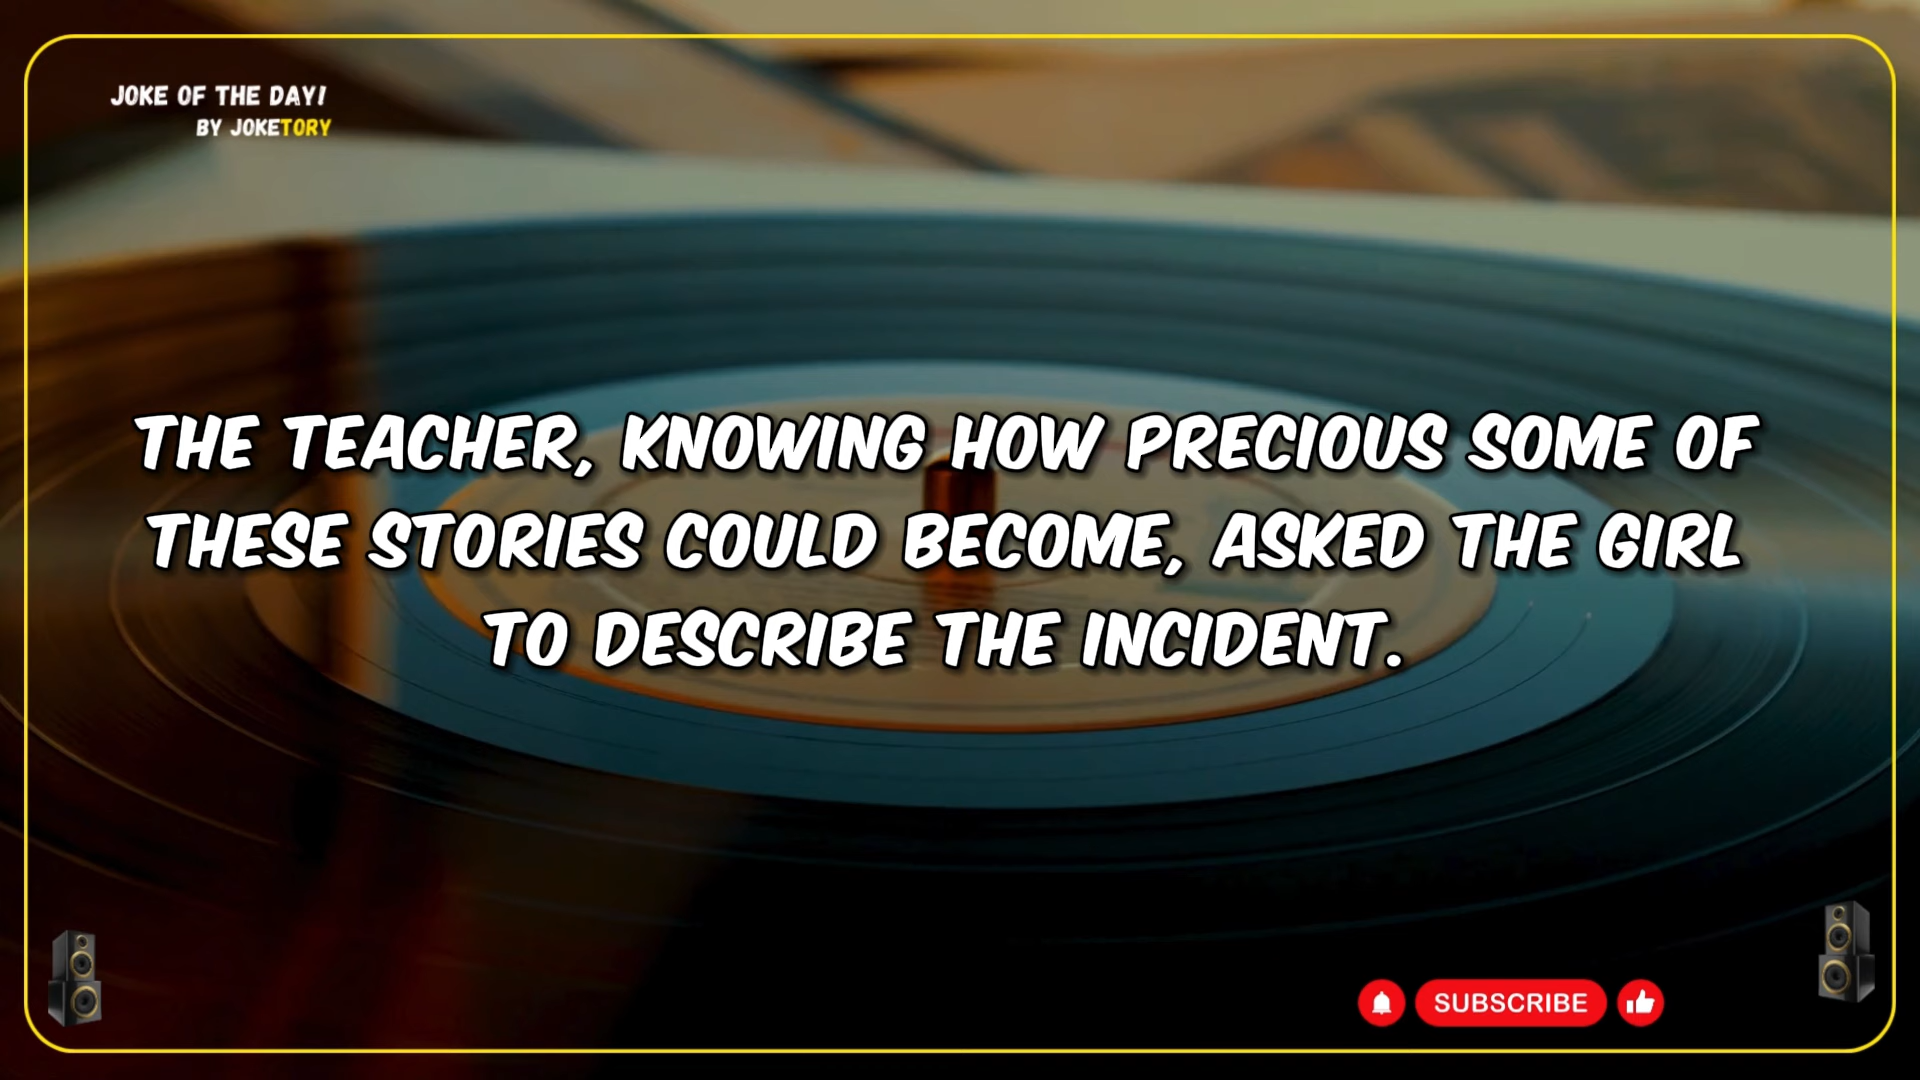 JOKE OF THE DAY!
BY JOKETORY
THE TEACHER, KNOWING HOW PRECIOUS SOME OF
THESE STORIES COULD BECOME, ASKED THE GIRL
TO DESCRIBE THE INCIDENT.
SUBSCRIBE